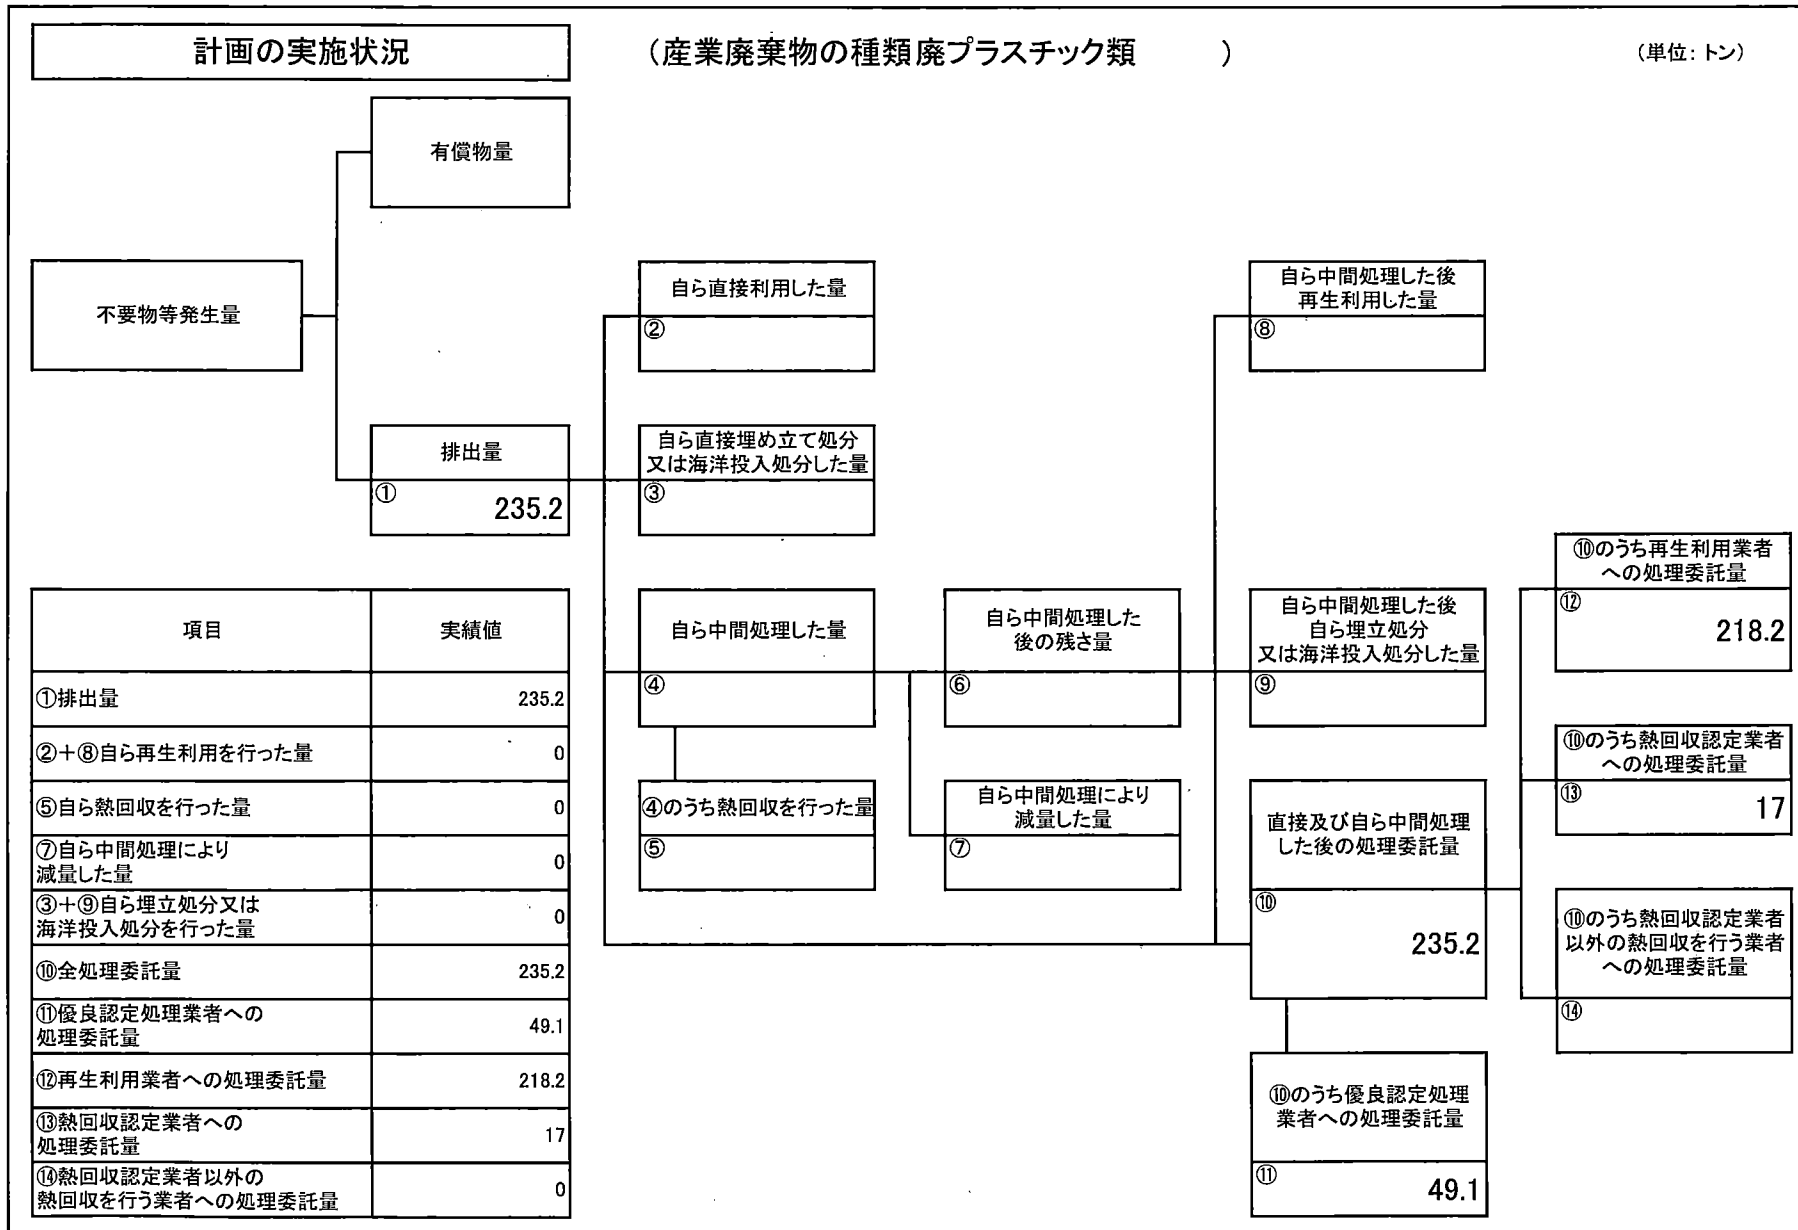 計画の実施状況
(産業廃棄物の種類廃プラスチック類 )
(単位:トン)
有償物量
不要物等発生量
自ら直接利用した量
②
自ら中間処理した後
再生利用した量
⑧
排出量
①
235.2
自ら直接埋め立て処分
又は海洋投入処分した量
③
⑩のうち再生利用業者
への処理委託量
⑫
218.2
自ら中間処理した量
④
自ら中間処理した
後の残さ量
⑥
自ら中間処理した後
自ら埋立処分
又は海洋投入処分した量
⑨
⑩のうち熱回収認定業者
への処理委託量
⑬
17
④のうち熱回収を行った量
⑤
自ら中間処理により
減量した量
⑦
直接及び自ら中間処理
した後の処理委託量
⑩
235.2
⑩のうち熱回収認定業者
以外の熱回収を行う業者
への処理委託量
⑭
⑩のうち優良認定処理
業者への処理委託量
⑪
49.1
項目 実績値
①排出量 235.2
②+⑧自ら再生利用を行った量 0
⑤自ら熱回収を行った量 0
⑦自ら中間処理により
減量した量 0
③+⑨自ら埋立処分又は
海洋投入処分を行った量 0
⑩全処理委託量 235.2
⑪優良認定処理業者への
処理委託量 49.1
⑫再生利用業者への処理委託量 218.2
⑬熱回収認定業者への
処理委託量 17
⑭熱回収認定業者以外の
熱回収を行う業者への処理委託量 0